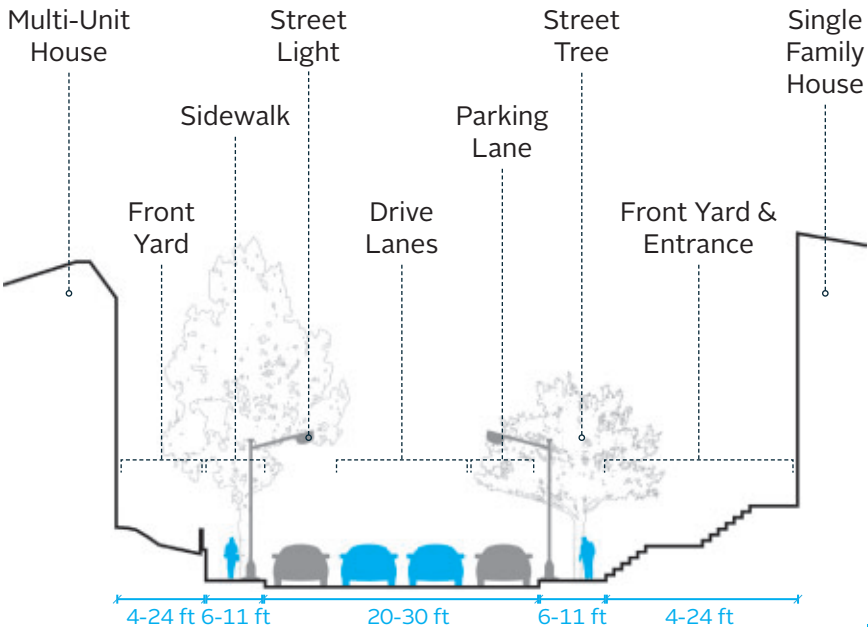 Multi-Unit
House
Street
Light
Street
Tree
Single
Family
House
Sidewalk
Parking
Lane
Front
Yard
Drive
Lanes
Front Yard &
Entrance
4-24 ft 6-11 ft 20-30 ft 6-11 ft 4-24 ft